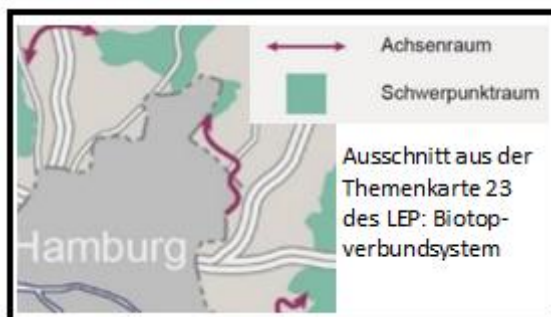 Achsenraum
Schwerpunktraum
Ausschnitt aus der
Themenkarte 23
des LEP: Biotop-
verbundsystem
Hamburg